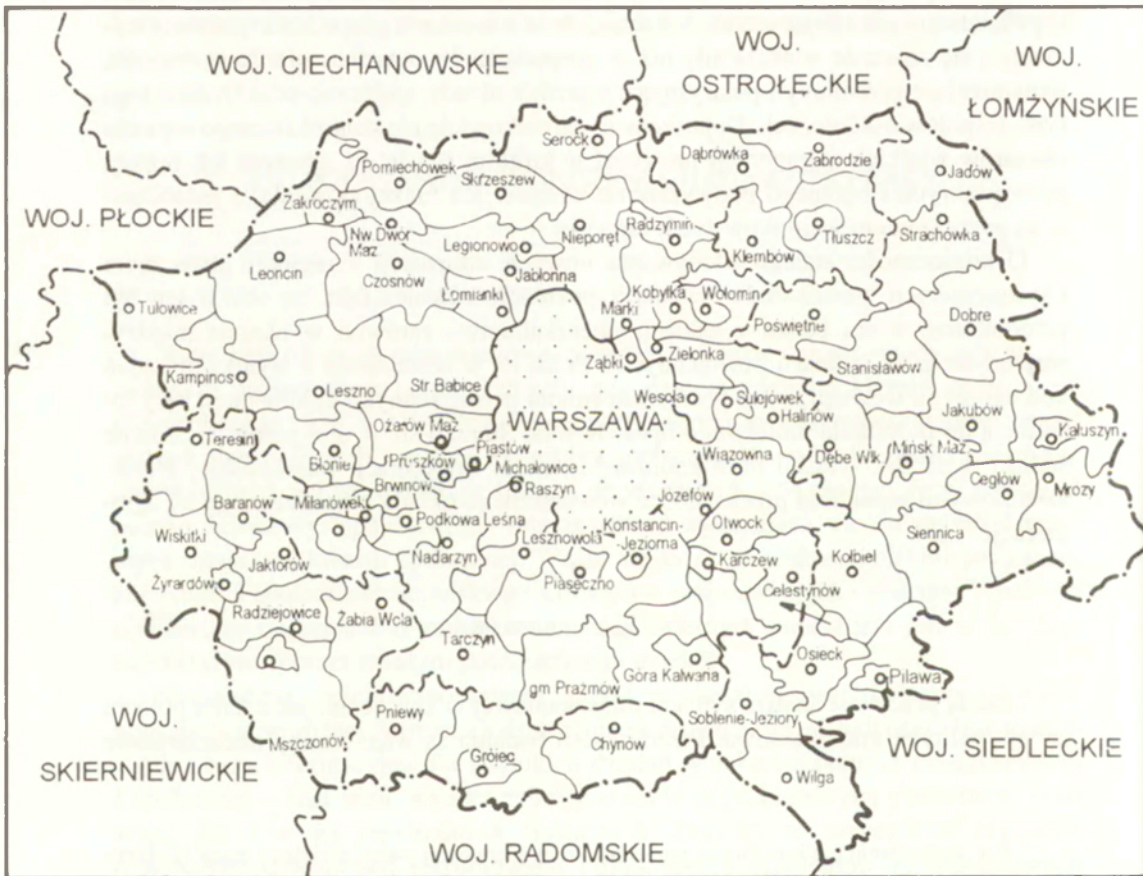 WOJ. CIECHANOWSKIE
WOJ.
OSTROŁĘCKIE
WOJ.
ŁOMŻYŃSKIE
Serock
Dąbrówka
Zabrodzie
Jadów
Pomiechówek
Skrzeszew
Zakroczym
WOJ. PŁOCKIE
Nw. Dwór
Maz.
Nieporęt
Radzymin
Tłuszcz
Strachówka
Legionowo
Klembów
Leoncin
Czosnów
Jabłonna
Tułowice
Łomianki
Kobyłka
Wołomin
Marki
Poświętne
Dobre
Ząbki
Zielonka
Stanisławów
Kampinos
Leszno
Str. Babice
Wesoła
Sulejówek
Halinów
WARSZAWA
Jakubów
Kałuszyn
Ożarów Maz.
Teresin
Błonie
Piastów
Pruszków
Michałowice
Wiązowna
Dębe Wlk.
Mińsk Maz.
Raszyn
Cegłów
Mrozy
Baranów
Milanówek
Brwinów
Józefów
Podkowa Leśna
Konstancin-
Jeziorna
Otwock
Wiskitki
Lesznowola
Siennica
Nadarzyn
Jaktorów
Karczew
Kołbiel
Żyrardów
Piaseczno
Celestynów
Radziejowice
Żabia Wola
Tarczyn
Osieck
Góra Kalwaria
Pilawa
gm Prażmów
Sobienie-Jeziory
WOJ.
SKIERNIEWICKIE
Mszczonów
Pniewy
Chynów
WOJ. SIEDLECKIE
Grójec
Wilga
WOJ. RADOMSKIE